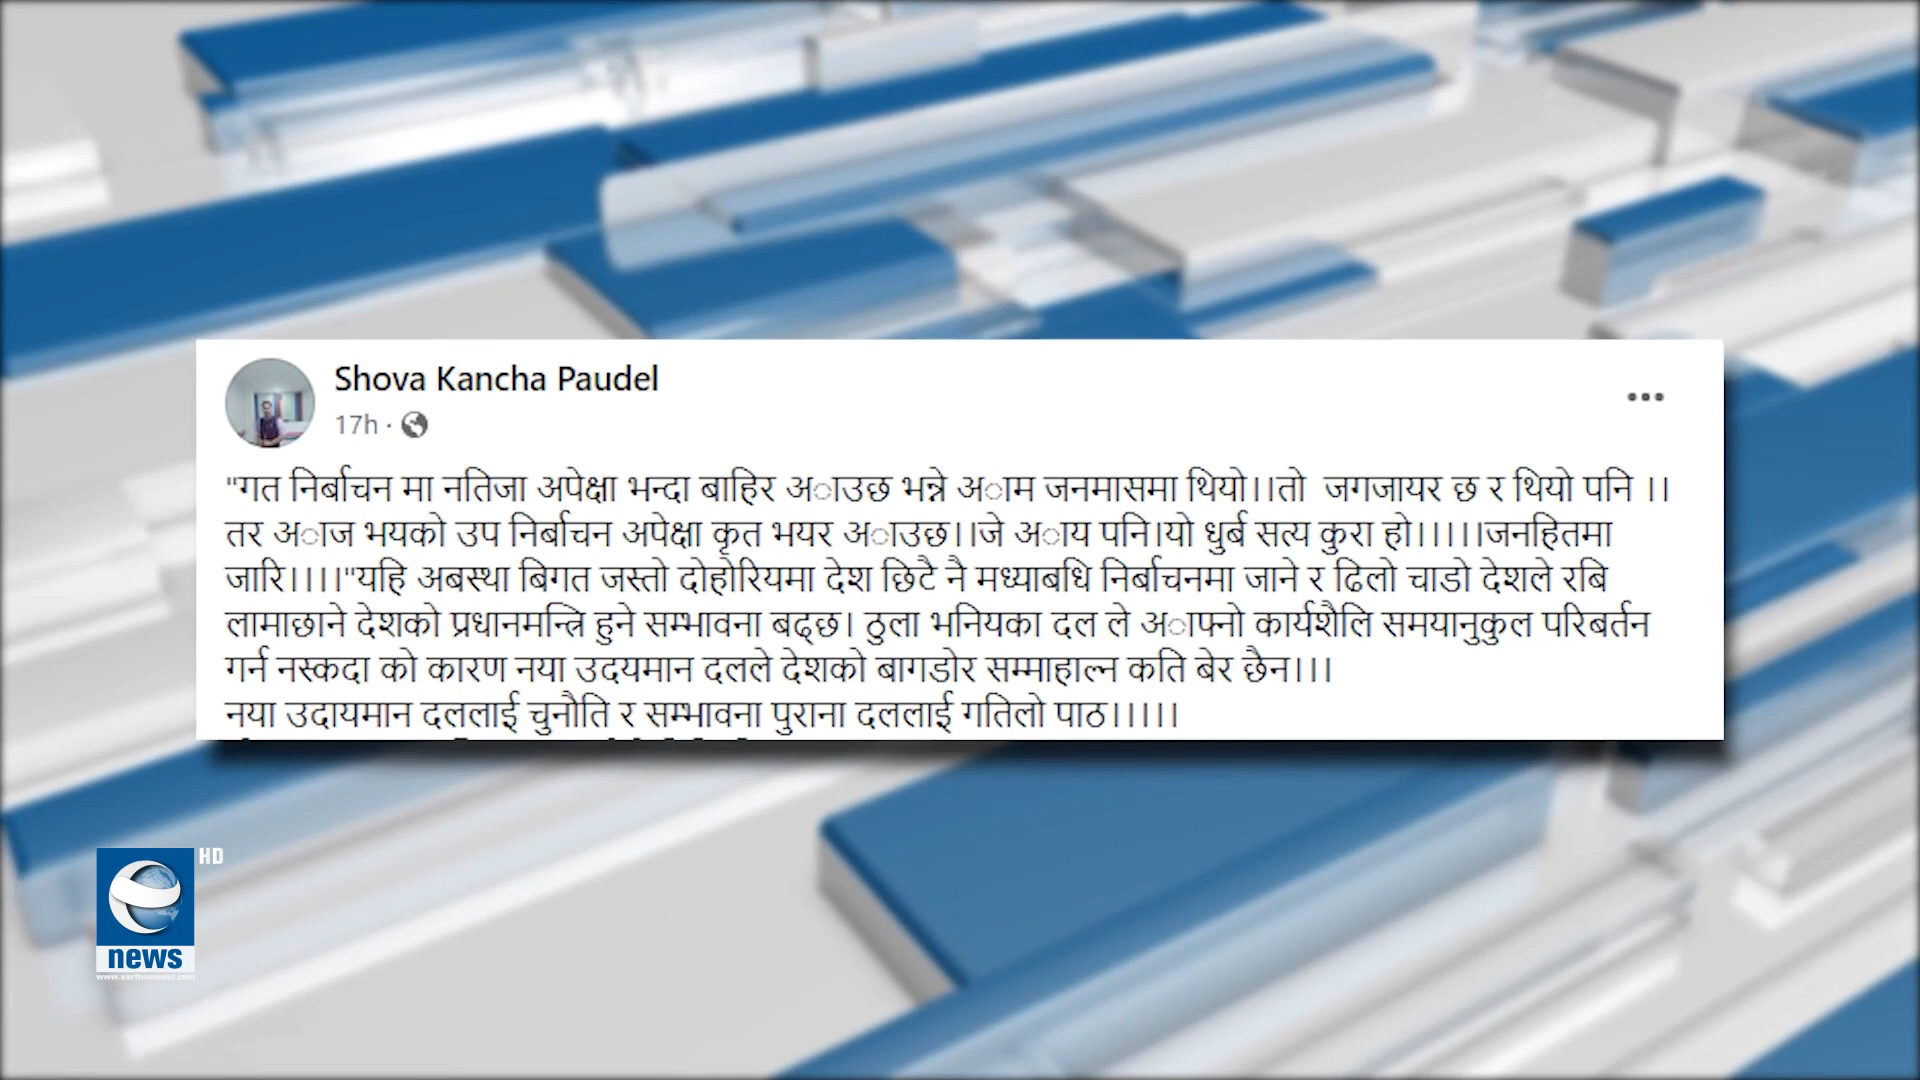 Shova Kancha Paudel
17h ·
"गत निर्बाचन मा नतिजा अपेक्षा भन्दा बाहिर अाउछ भन्ने अाम जनमासमा थियो।।तो जगजायर छ र थियो पनि ।।
तर अाज भयको उप निर्बाचन अपेक्षा कृत भयर अाउछ।।जे अाय पनि।यो धुर्ब सत्य कुरा हो।।।।।जनहितमा
जारि।।।।"यहि अबस्था बिगत जस्तो दोहोरियमा देश छिटै नै मध्याबधि निर्बाचनमा जाने र ढिलो चाडो देशले रबि
लामाछाने देशको प्रधानमन्त्रि हुने सम्भावना बढ्छ। ठुला भनियका दल ले अाफ्नो कार्यशैलि समयानुकुल परिबर्तन
गर्न नस्कदा को कारण नया उदयमान दलले देशको बागडोर सम्माहाल्न कति बेर छैन।।।
नया उदायमान दललाई चुनौति र सम्भावना पुराना दललाई गतिलो पाठ।।।।।
HD
news